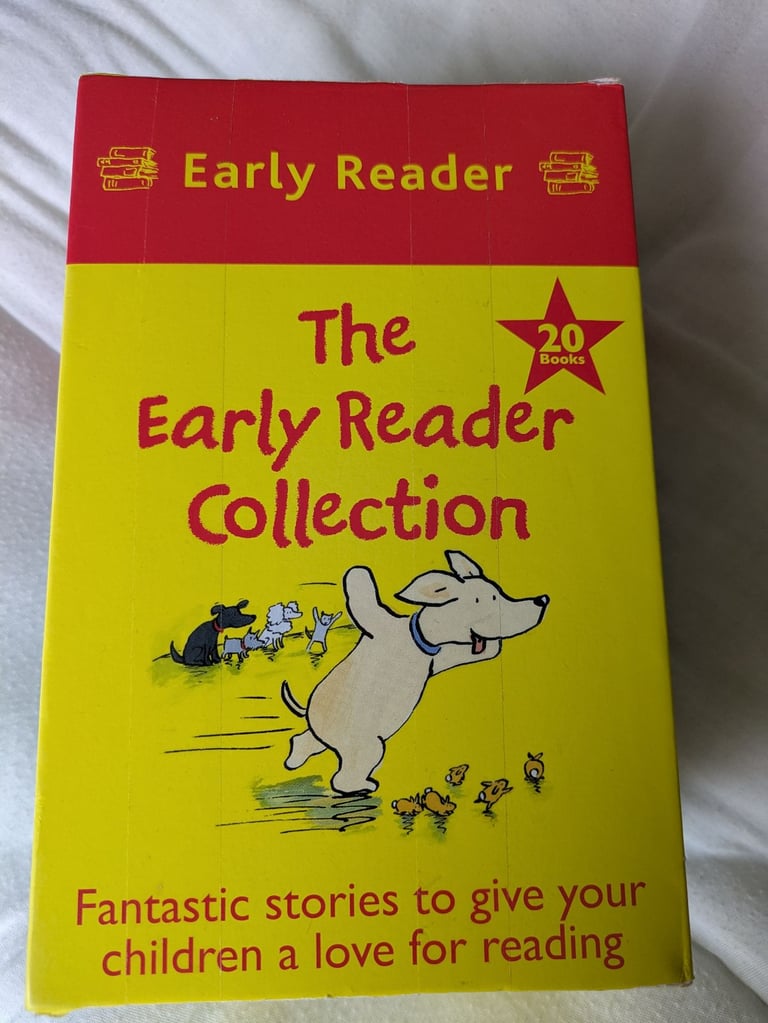 Early Reader
The
20
Books
Early Reader
Collection
Fantastic stories to give your
children a love for reading